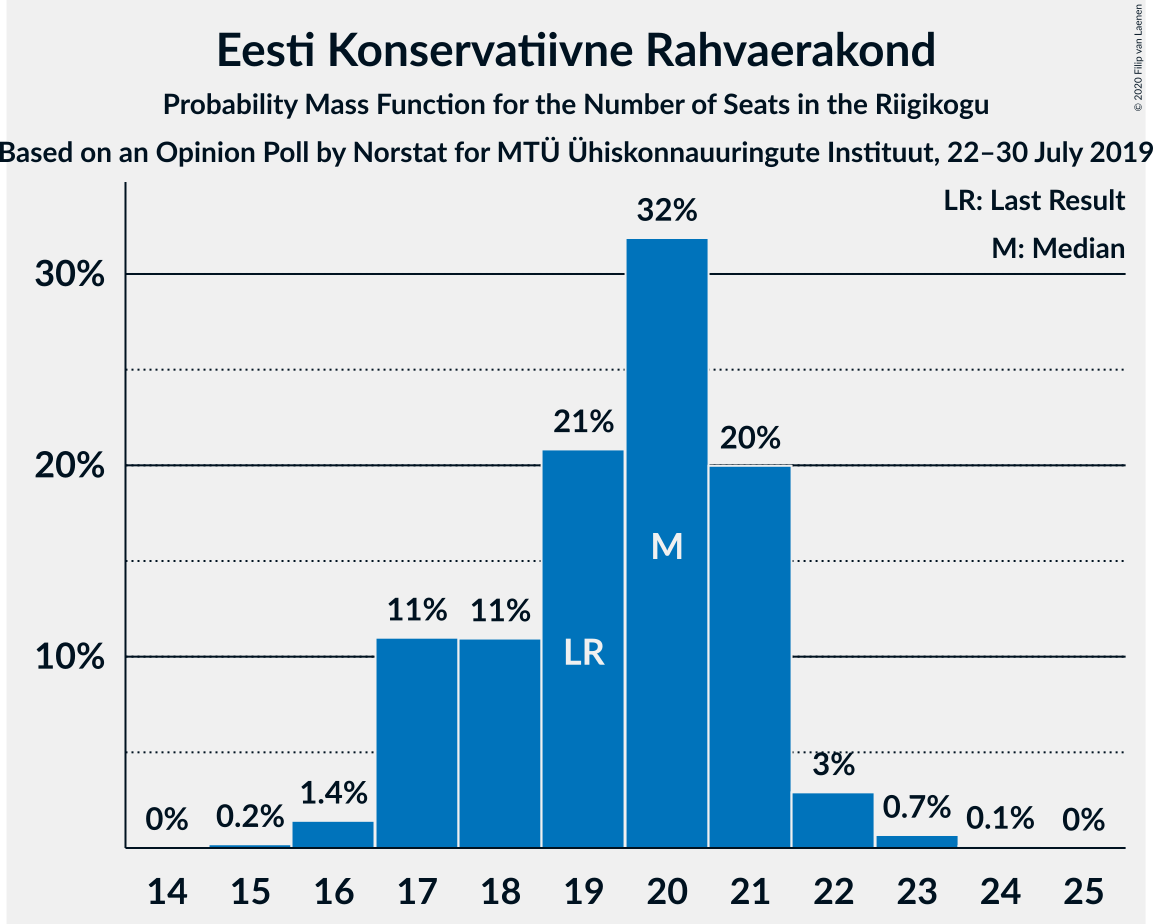 Eesti Konservatiivne Rahvaerakond
Probability Mass Function for the Number of Seats in the Riigikogu
Based on an Opinion Poll by Norstat for MTÜ Ühiskonnauuringute Instituut, 22–30 July 2019
© 2020 Filip van Laenen
LR: Last Result
M: Median
32%
30%
21%
20%
20%
M
11%
11%
LR
10%
3%
1.4%
0.7%
0%
0.2%
0.1%
0%
14 15 16 17 18 19 20 21 22 23 24 25